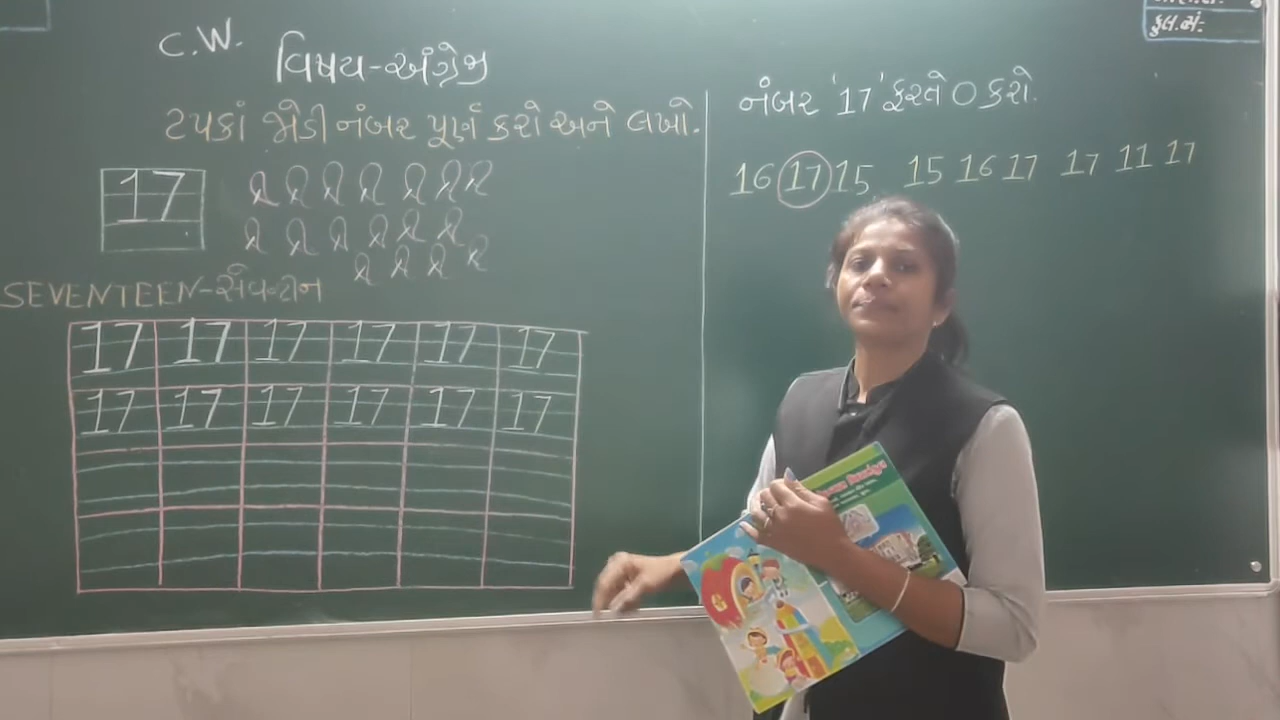 C.W.
વિષય-અંગ્રેજી
ટપકાં જોડી નંબર પૂર્ણ કરો અને લખો.
17
SEVENTEEN-સેવન્ટીન
17 17 17 17 17 17
17 17 17 17 17 17
નંબર '17' ફરતે O કરો.
16 17 15 15 16 17 17 11 17
કુલ.સં:-